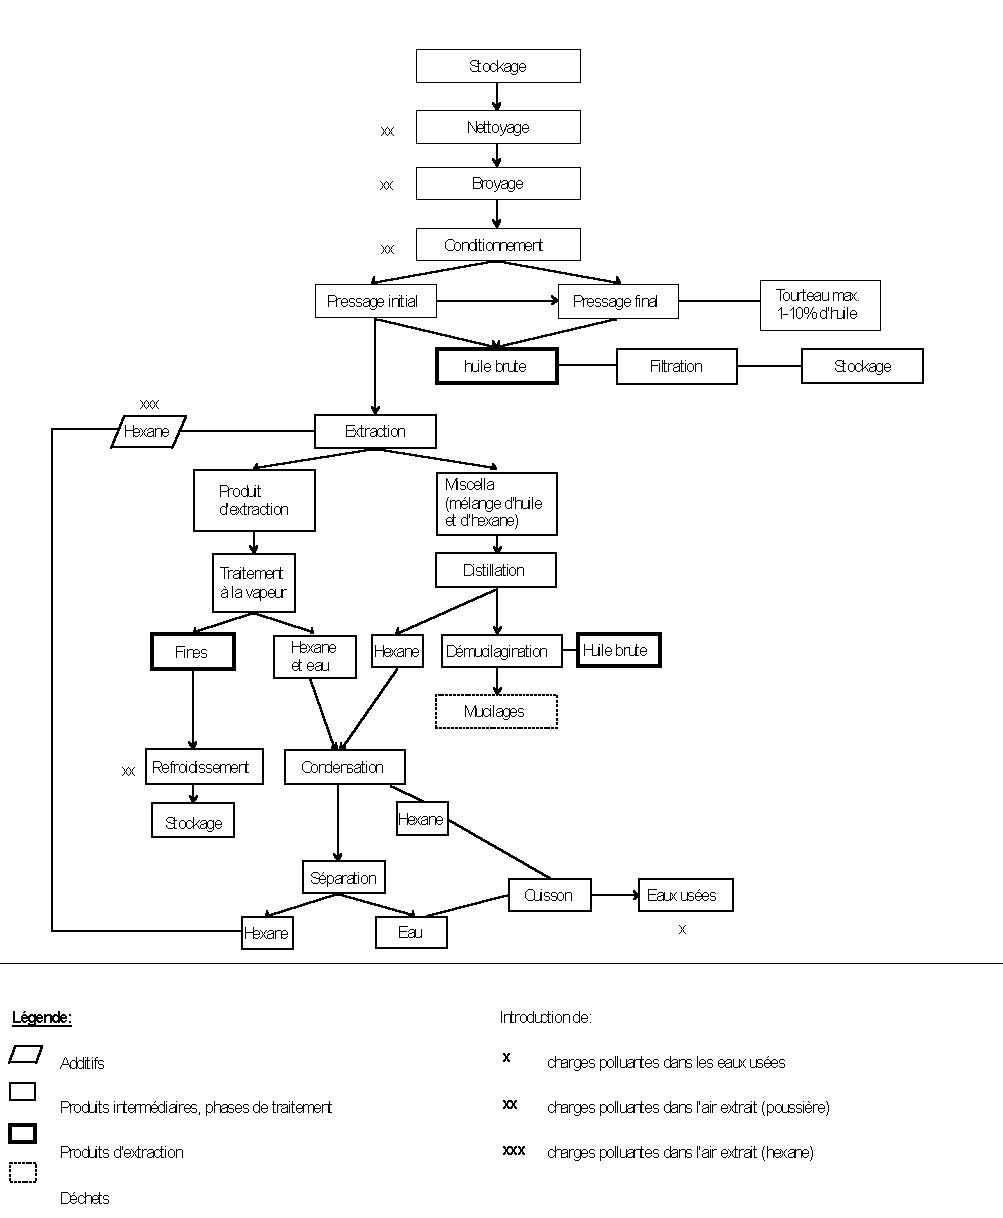 Stockage
xx Nettoyage
xx Broyage
xx Conditionnement
Pressage initial
Pressage final
Tourteau max.
1-10% d'huile
huile brute
Filtration
Stockage
xxx
Hexane
Extraction
Produit
d'extraction
Miscella
(mélange d'huile
et d'hexane)
Traitement
à la vapeur
Distillation
Fines
Hexane
et eau
Hexane
Démucilagination
Huile brute
Mucilages
xx Refroidissement
Condensation
Stockage
Hexane
Séparation
Cuisson
Eaux usées
x
Hexane
Eau
Légende:
Additifs
Produits intermédiaires, phases de traitement
Produits d'extraction
Déchets
Introduction de:
x charges polluantes dans les eaux usées
xx charges polluantes dans l'air extrait (poussière)
xxx charges polluantes dans l'air extrait (hexane)